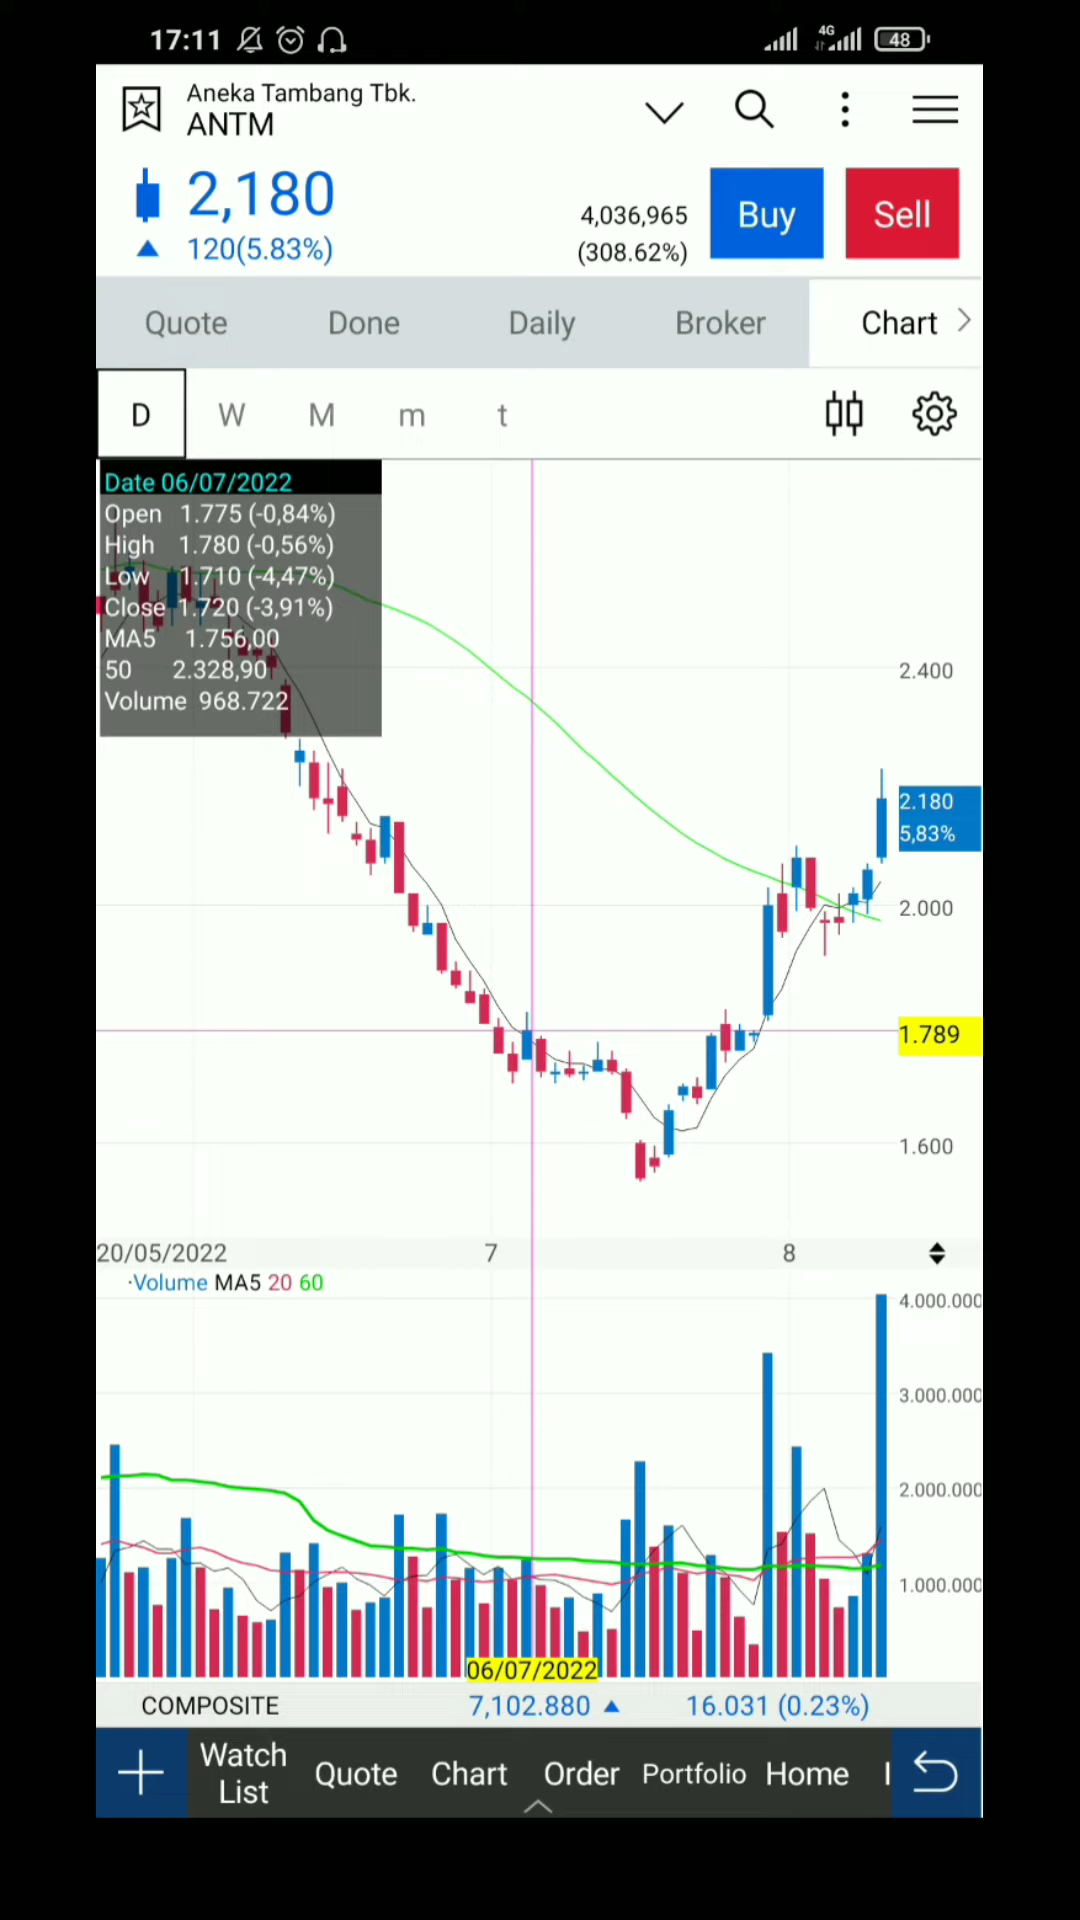 17:11 4G 48
Aneka Tambang Tbk.
ANTM
2,180
120(5.83%)
4,036,965
(308.62%)
Buy
Sell
Quote Done Daily Broker Chart
D W M m t
Date 06/07/2022
Open 1.775 (-0,84%)
High 1.780 (-0,56%)
Low 1.710 (-4,47%)
Close 1.720 (-3,91%)
MA5 1.756,00
50 2.328,90
Volume 968.722
2.400
2.180
5,83%
2.000
1.789
1.600
20/05/2022 7 8
·Volume MA5 20 60
4.000.000
3.000.000
2.000.000
1.000.000
06/07/2022
COMPOSITE 7,102.880 16.031 (0.23%)
Watch List
Quote Chart Order Portfolio Home